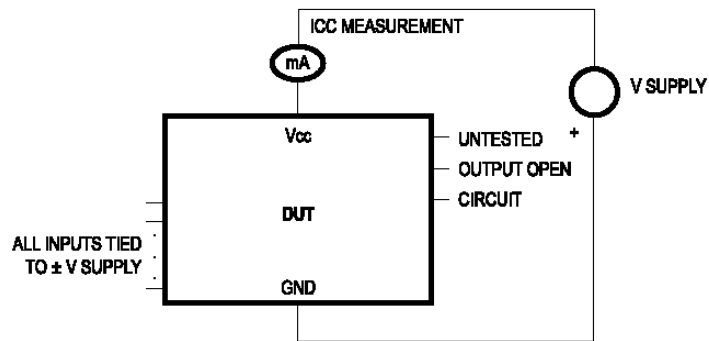 ICC MEASUREMENT
mA
V SUPPLY
Vcc
+
UNTESTED
OUTPUT OPEN
CIRCUIT
DUT
ALL INPUTS TIED
TO ± V SUPPLY
GND